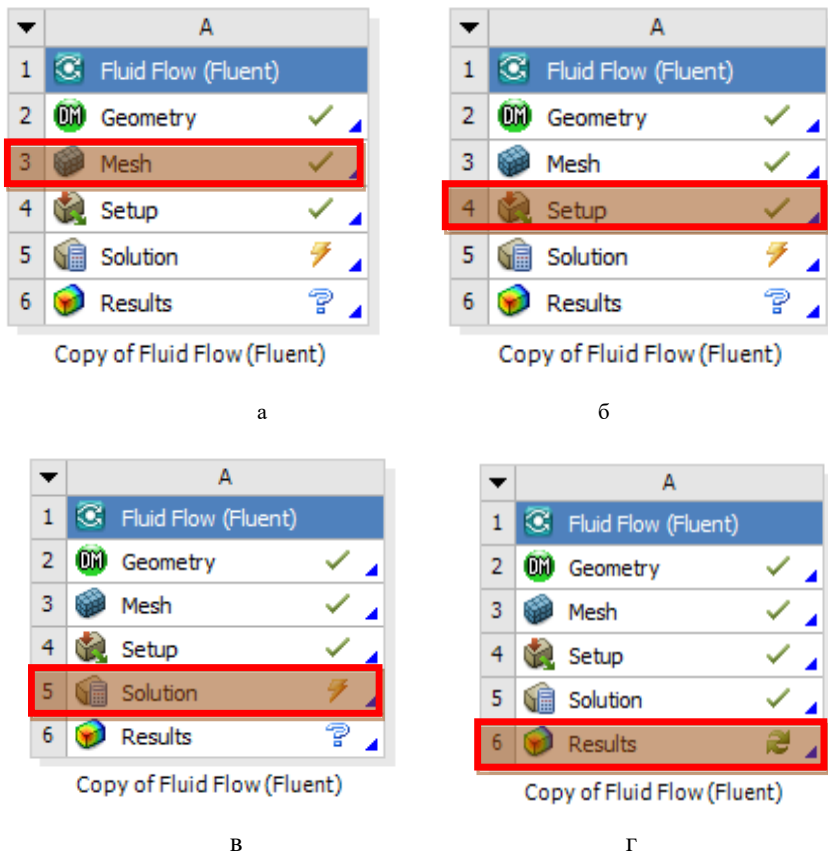 A
1 Fluid Flow (Fluent)
2 DM Geometry
3 Mesh
4 Setup
5 Solution
6 Results ?
Copy of Fluid Flow (Fluent)
а
A
1 Fluid Flow (Fluent)
2 DM Geometry
3 Mesh
4 Setup
5 Solution
6 Results ?
Copy of Fluid Flow (Fluent)
б
A
1 Fluid Flow (Fluent)
2 DM Geometry
3 Mesh
4 Setup
5 Solution
6 Results ?
Copy of Fluid Flow (Fluent)
в
A
1 Fluid Flow (Fluent)
2 DM Geometry
3 Mesh
4 Setup
5 Solution
6 Results
Copy of Fluid Flow (Fluent)
г